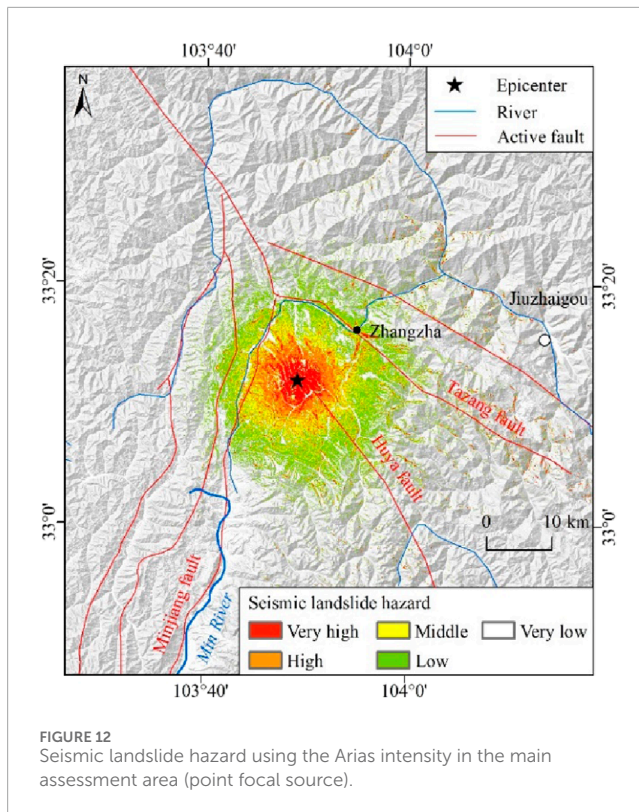 103°40'
104°0'
N
Epicenter
River
Active fault
33°20'
33°20'
Jiuzhaigou
Zhangzha
Tazang fault
Huya fault
33°0'
33°0'
0 10 km
Minjiang fault
Min River
Seismic landslide hazard
Very high
Middle
Very low
High
Low
103°40'
104°0'
FIGURE 12
Seismic landslide hazard using the Arias intensity in the main
assessment area (point focal source).